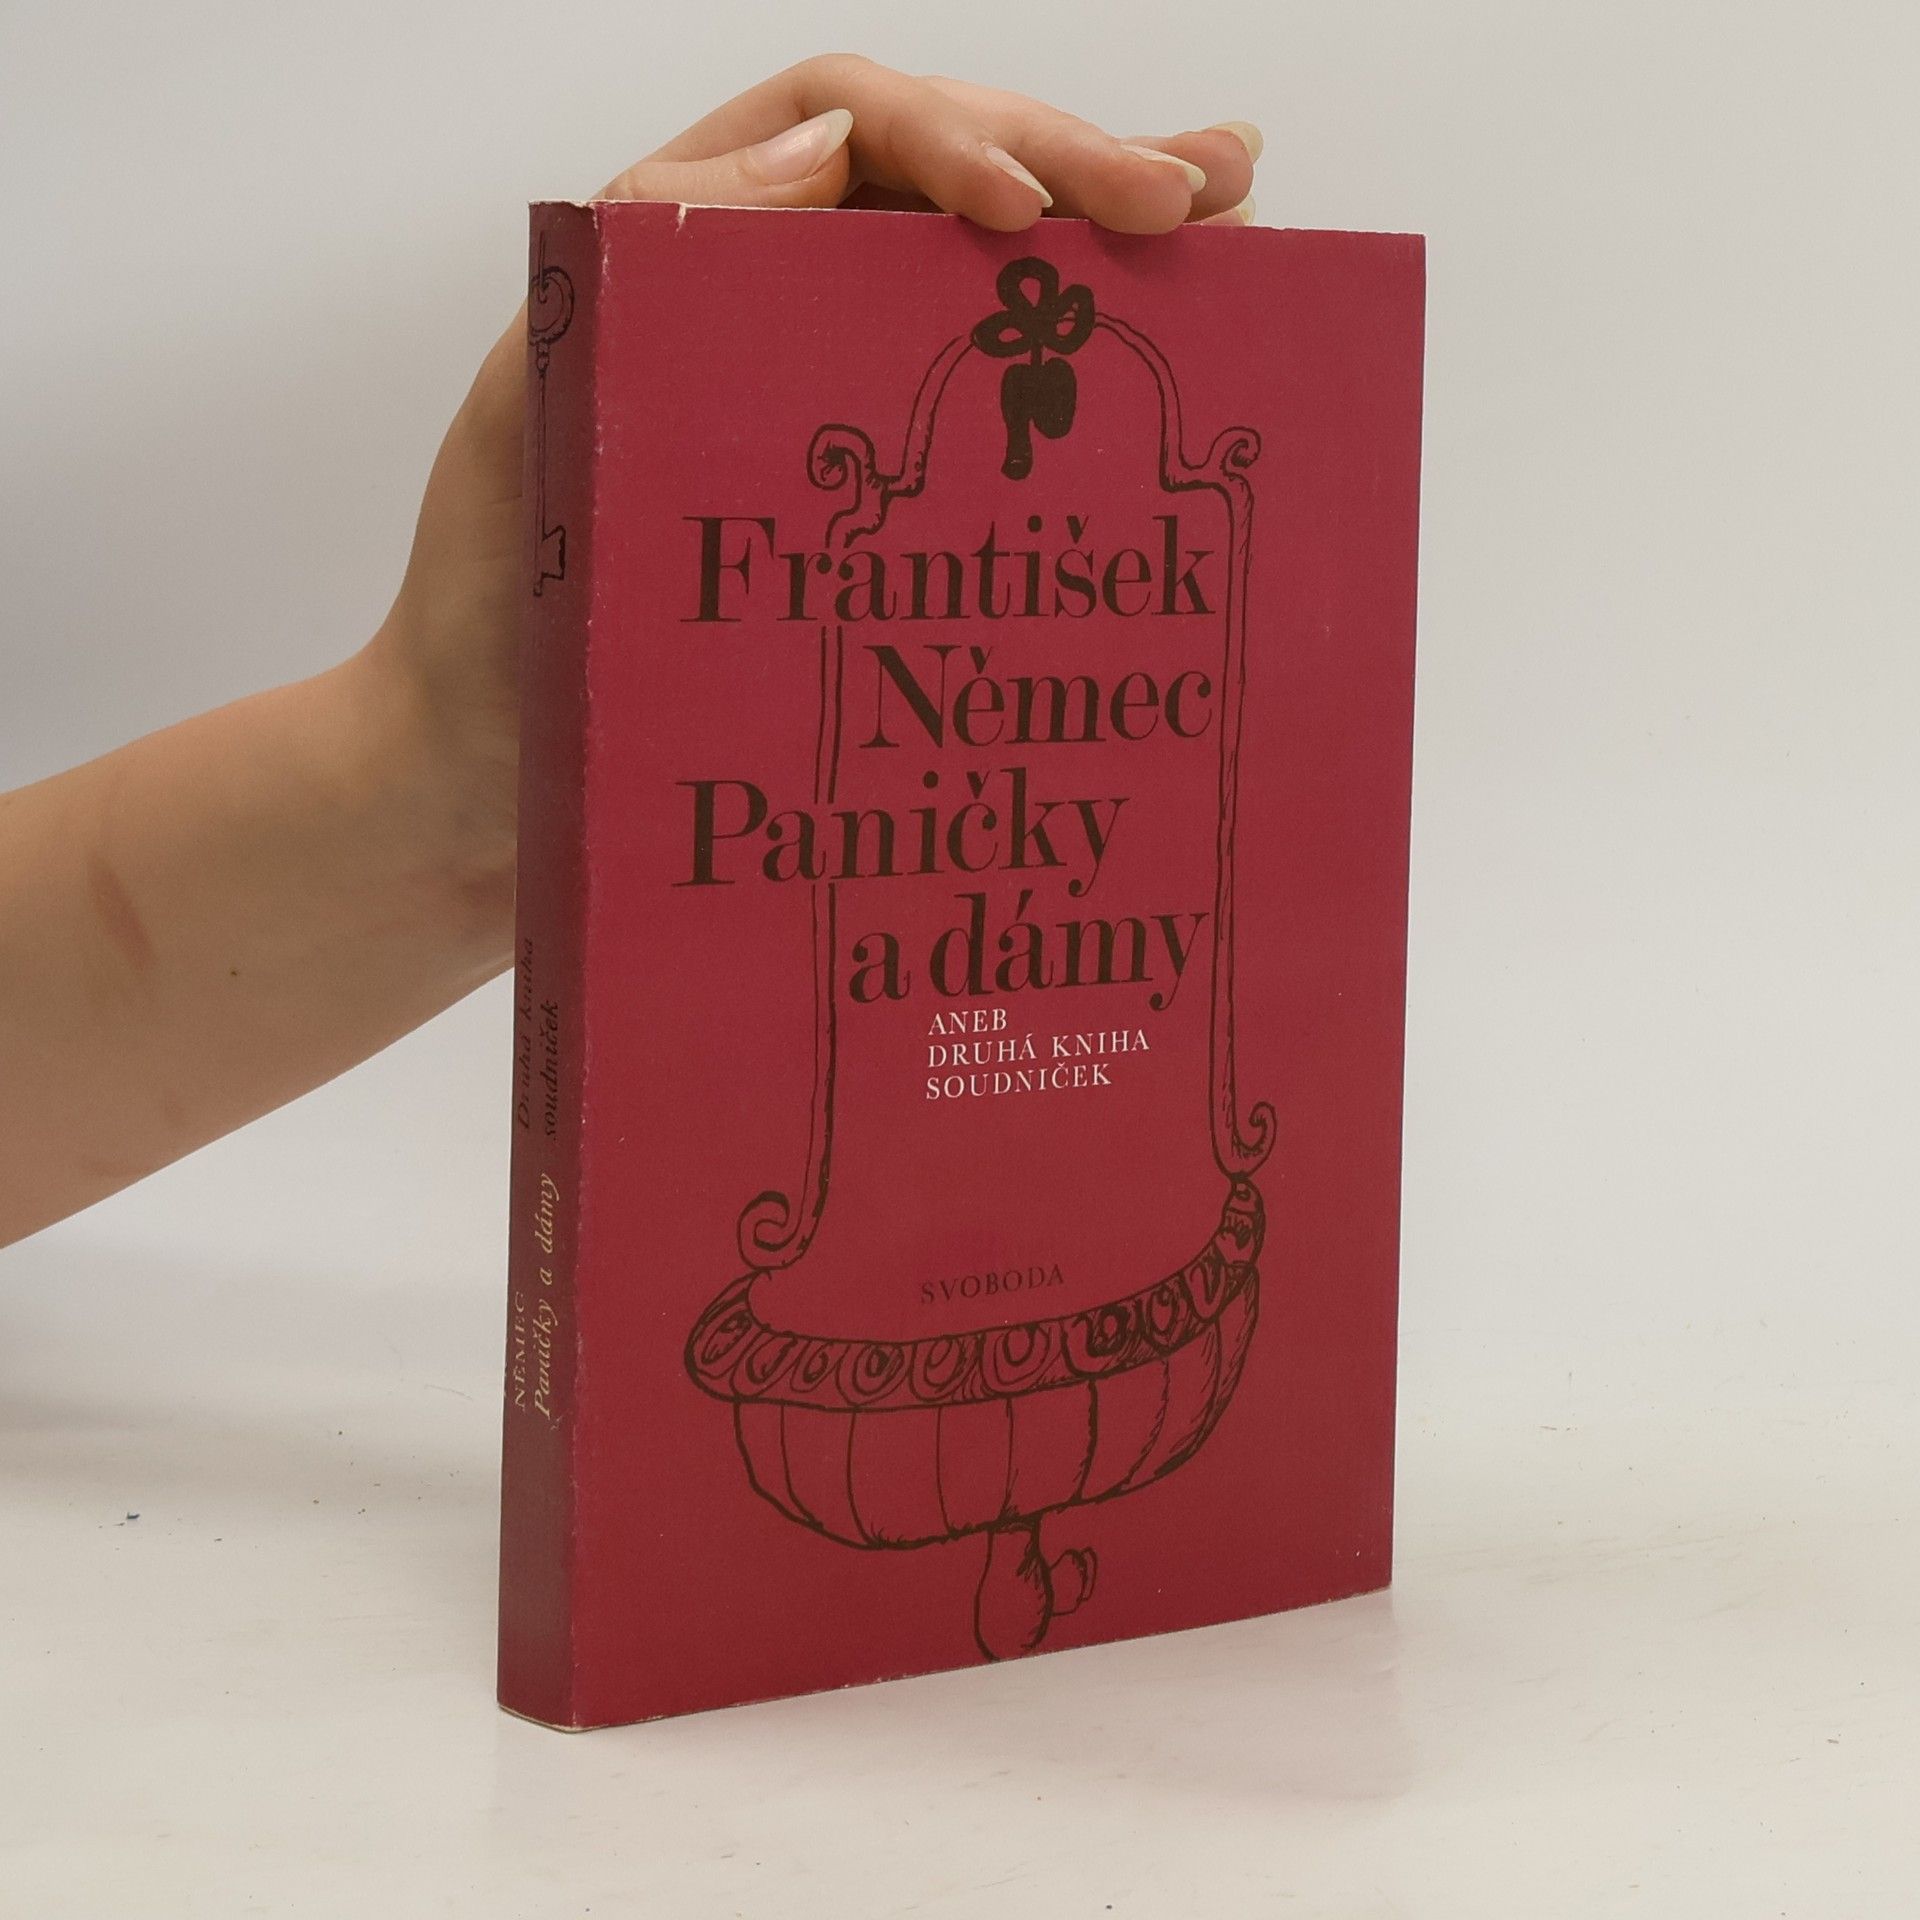 František
Němec
Paničky
a dámy
ANEB
DRUHÁ KNIHA
SOUDNIČEK
SVOBODA
NĚMEC
Paničky a dámy
Druhá kniha
soudniček